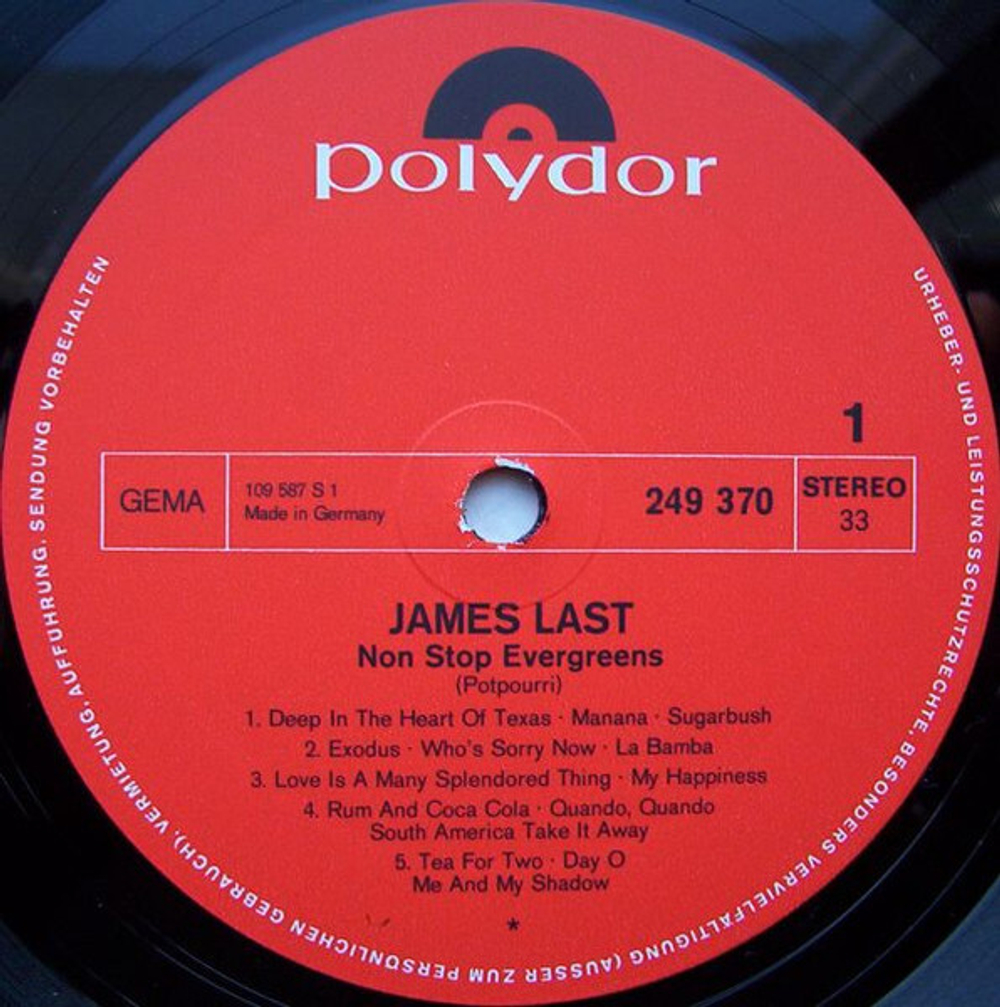 polydor
1
GEMA
109 587 S 1
Made in Germany
249 370
STEREO
33
JAMES LAST
Non Stop Evergreens
(Potpourri)
1. Deep In The Heart Of Texas · Manana · Sugarbush
2. Exodus · Who's Sorry Now · La Bamba
3. Love Is A Many Splendored Thing · My Happiness
4. Rum And Coca Cola · Quando, Quando
South America Take It Away
5. Tea For Two · Day O
Me And My Shadow
*
URHEBER- UND LEISTUNGSSCHUTZRECHTE, BESONDERS VERVIELFÄLTIGUNG (AUSSER ZUM PERSÖNLICHEN GEBRAUCH), VERMIETUNG, AUFFÜHRUNG, SENDUNG VORBEHALTEN